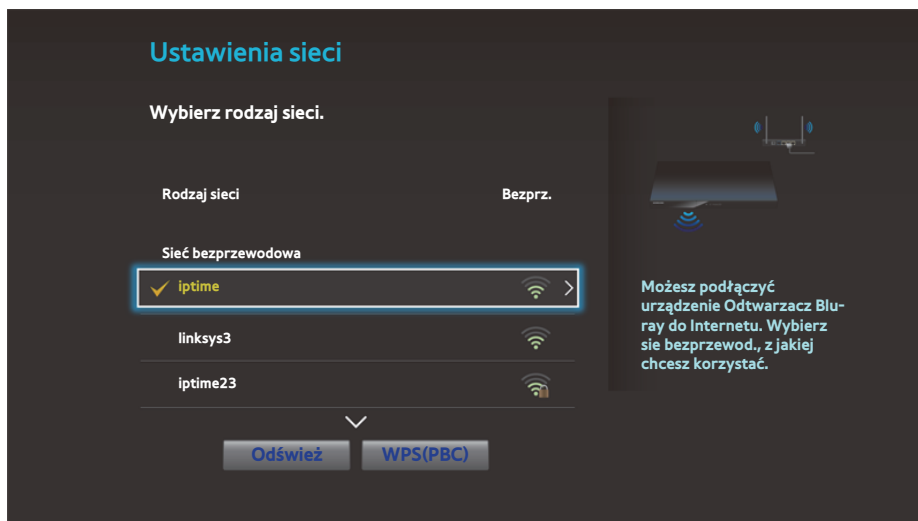 Ustawienia sieci
Wybierz rodzaj sieci.
Rodzaj sieci Bezprz.
Sieć bezprzewodowa
iptime
linksys3
iptime23
Odśwież WPS(PBC)
Możesz podłączyć
urządzenie Odtwarzacz Blu-
ray do Internetu. Wybierz
sie bezprzewod., z jakiej
chcesz korzystać.